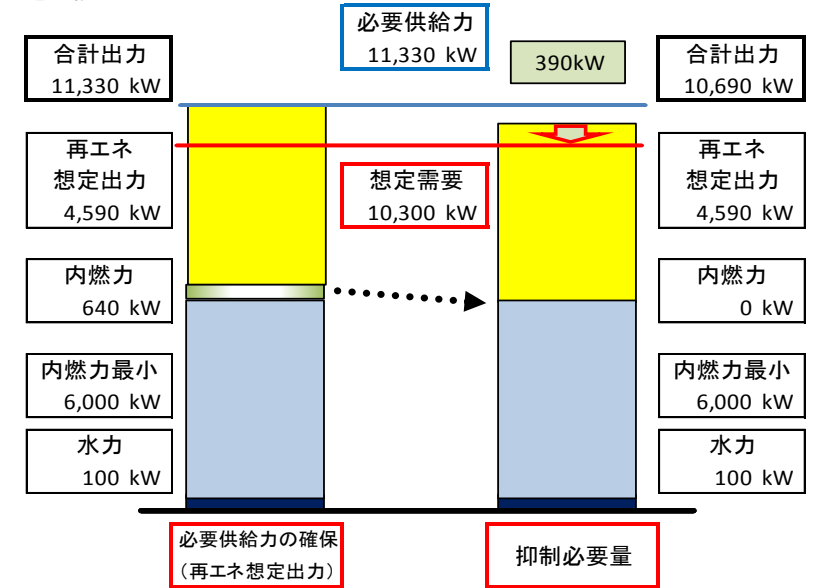 合計出力
11,330 kW
再エネ
想定出力
4,590 kW
内燃力
640 kW
内燃力最小
6,000 kW
水力
100 kW
必要供給力
11,330 kW
390kW
想定需要
10,300 kW
合計出力
10,690 kW
再エネ
想定出力
4,590 kW
内燃力
0 kW
内燃力最小
6,000 kW
水力
100 kW
必要供給力の確保
(再エネ想定出力)
抑制必要量